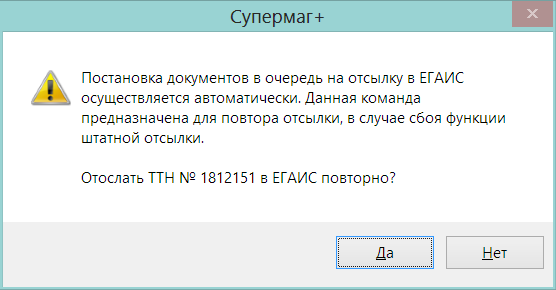 Супермаг+
Постановка документов в очередь на отсылку в ЕГАИС
осуществляется автоматически. Данная команда
предназначена для повтора отсылки, в случае сбоя функции
штатной отсылки.
Отослать ТТН № 1812151 в ЕГАИС повторно?
Да
Нет